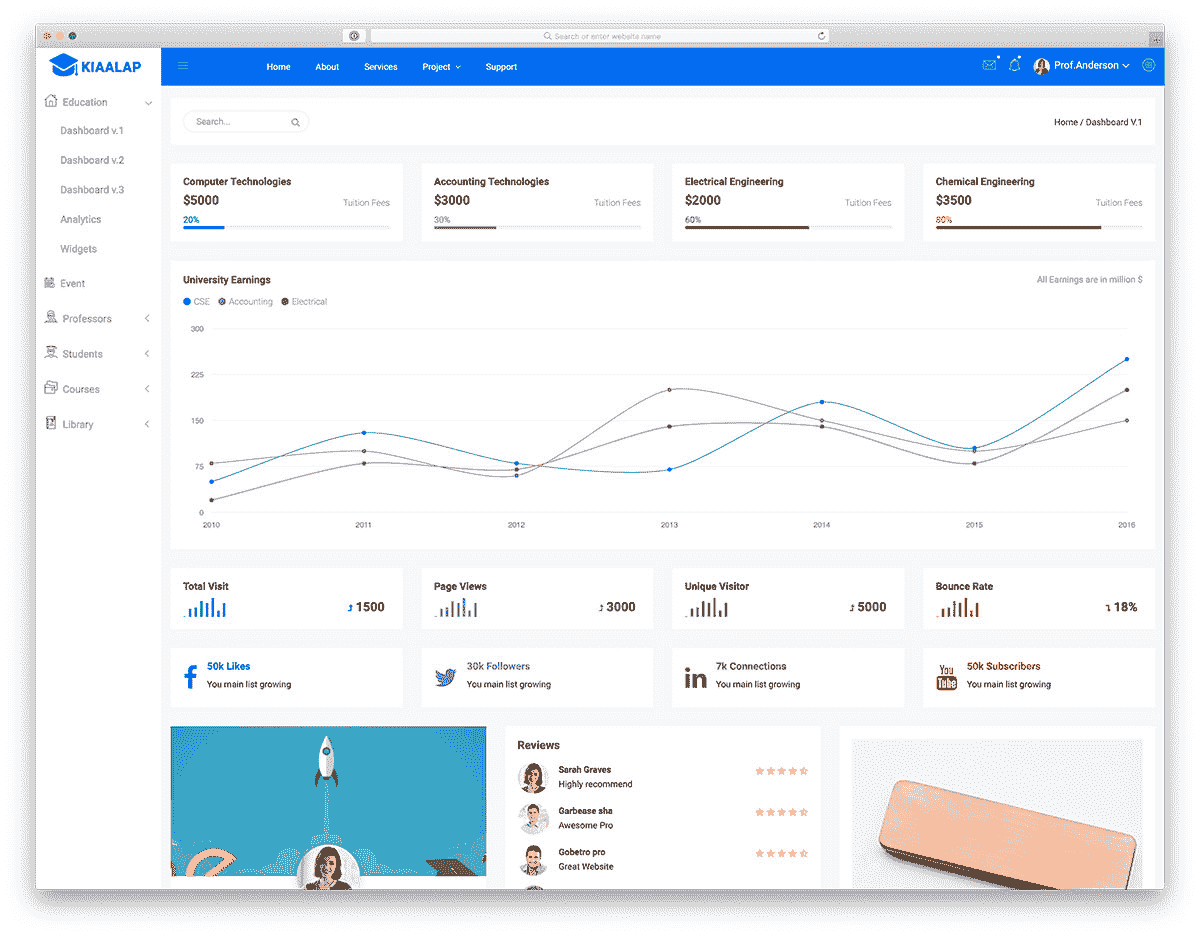 Search or enter website name
KIAALAP
Home About Services Project Support
Prof.Anderson
Education
Dashboard v.1
Dashboard v.2
Dashboard v.3
Analytics
Widgets
Event
Professors
Students
Courses
Library
Search...
Home / Dashboard V.1
Computer Technologies
$5000
Tuition Fees
20%
Accounting Technologies
$3000
Tuition Fees
30%
Electrical Engineering
$2000
Tuition Fees
60%
Chemical Engineering
$3500
Tuition Fees
80%
University Earnings
All Earnings are in million $
CSE Accounting Electrical
300
225
150
75
0
2010 2011 2012 2013 2014 2015 2016
Total Visit
1500
Page Views
3000
Unique Visitor
5000
Bounce Rate
18%
50k Likes
You main list growing
30k Followers
You main list growing
in
7k Connections
You main list growing
You
Tube
50k Subscribers
You main list growing
Reviews
Sarah Graves
Highly recommend
Garbease sha
Awesome Pro
Gobetro pro
Great Website